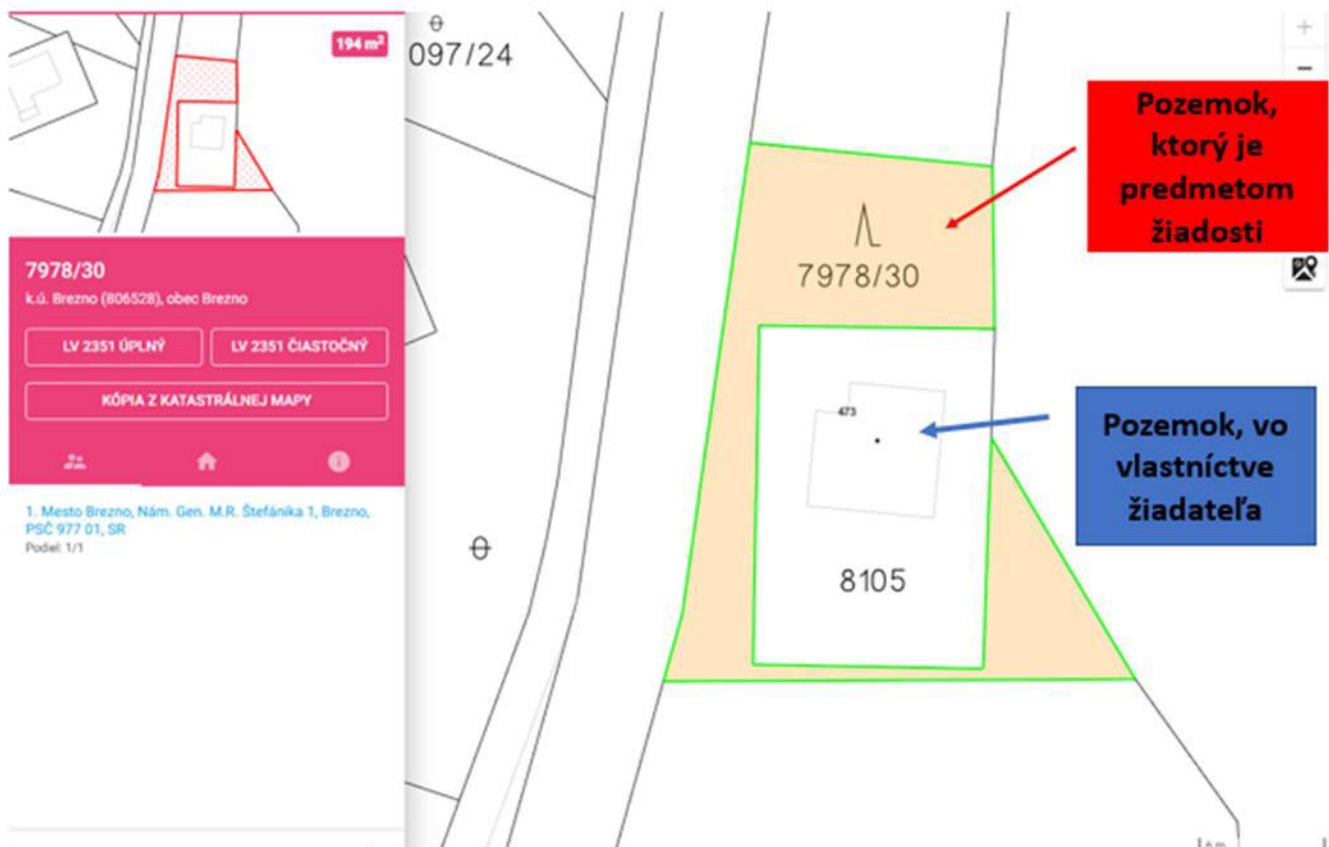 194 m²
7978/30
k.ú. Brezno (806528), obec Brezno
LV 2351 ÚPLNÝ
LV 2351 ČIASTOČNÝ
KÓPIA Z KATASTRÁLNEJ MAPY
1. Mesto Brezno, Nám. Gen. M.R. Štefánika 1, Brezno,
PSČ 977 01, SR
Podiel: 1/1
097/24
7978/30
473
8105
+
−
Pozemok,
ktorý je
predmetom
žiadosti
Pozemok, vo
vlastníctve
žiadateľa